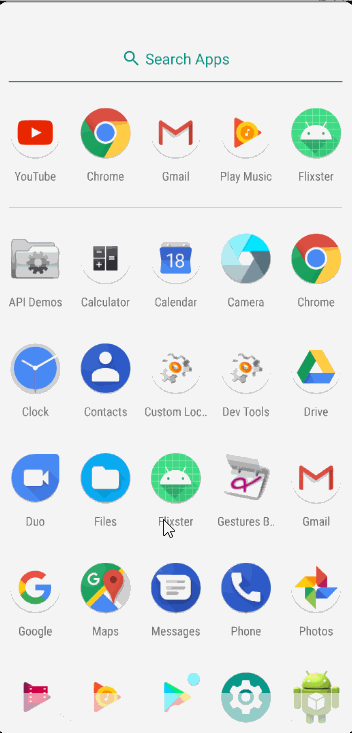 Search Apps
YouTube Chrome Gmail Play Music Flixster
18
API Demos Calculator Calendar Camera Chrome
Clock Contacts Custom Loc.. Dev Tools Drive
Duo Files Flixster Gestures B.. Gmail
G
Google Maps Messages Phone Photos